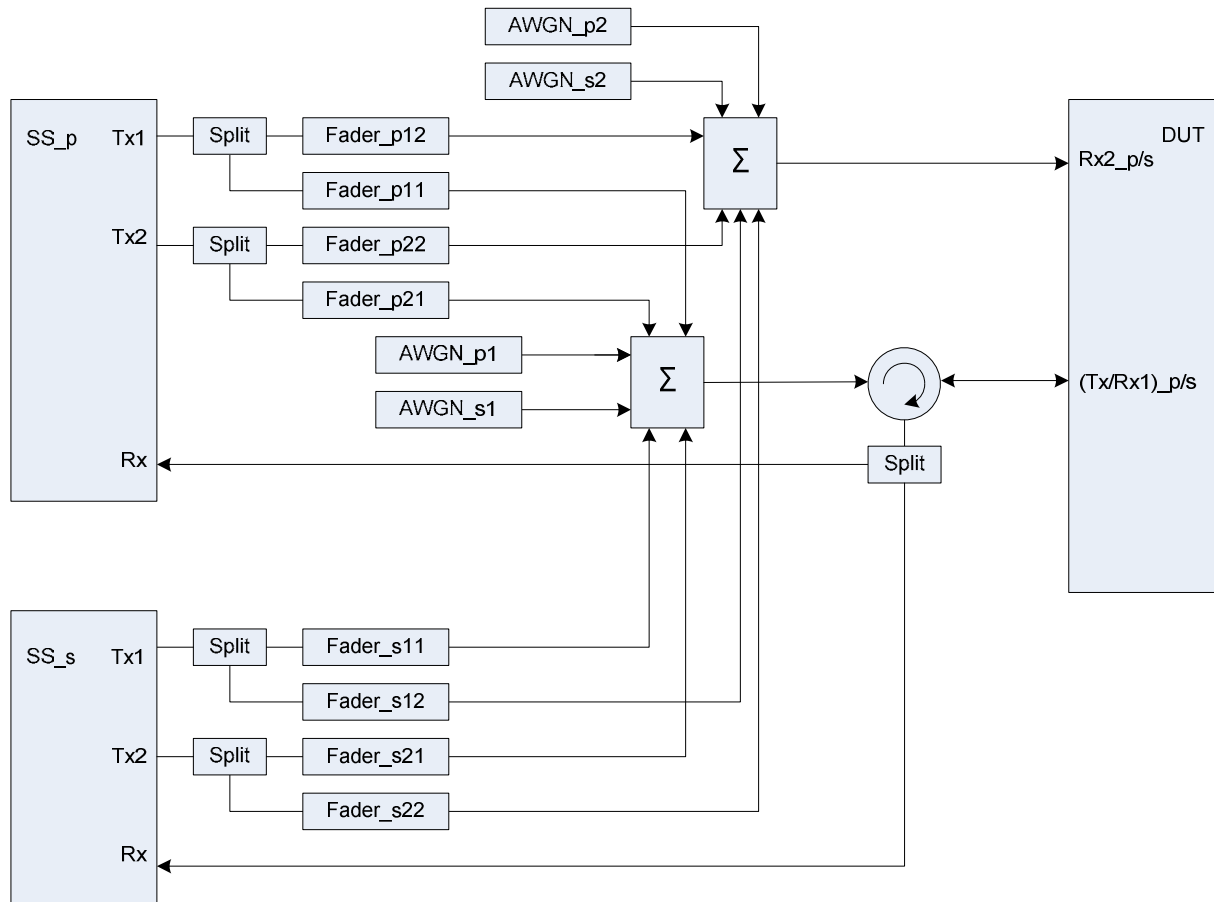 AWGN_p2
AWGN_s2
SS_p
Tx1
Split
Fader_p12
Σ
DUT
Rx2_p/s
Fader_p11
Tx2
Split
Fader_p22
Fader_p21
AWGN_p1
Σ
AWGN_s1
(Tx/Rx1)_p/s
Rx
Split
SS_s
Tx1
Split
Fader_s11
Fader_s12
Tx2
Split
Fader_s21
Fader_s22
Rx